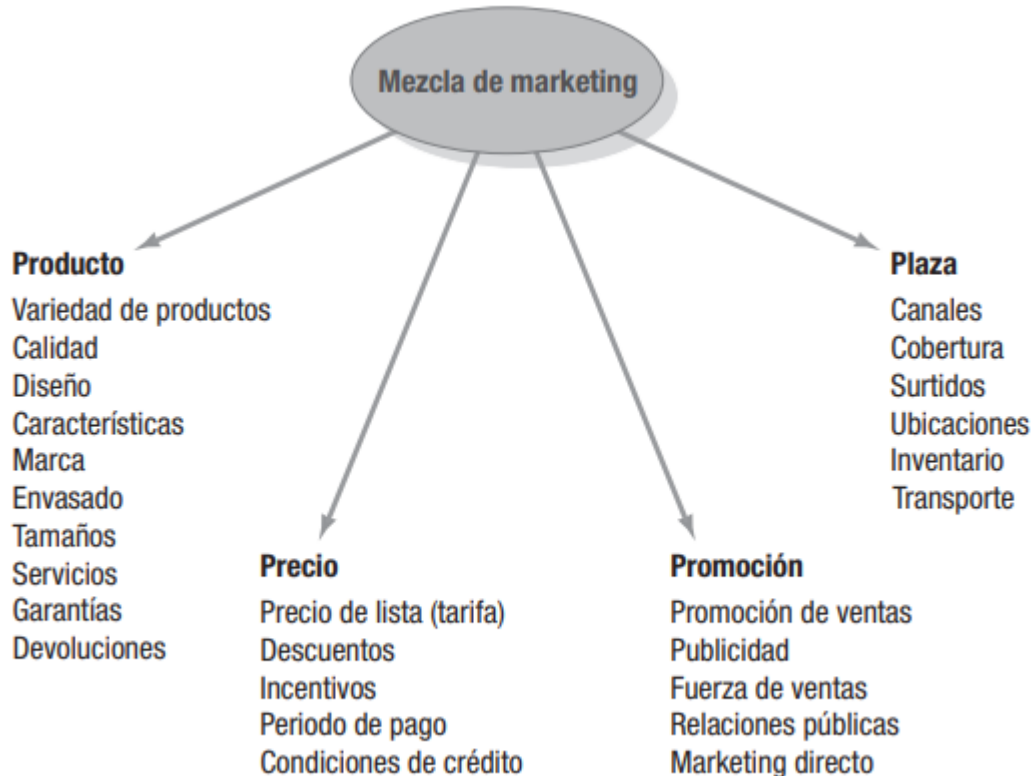 Mezcla de marketing
Producto
Variedad de productos
Calidad
Diseño
Características
Marca
Envasado
Tamaños
Servicios
Garantías
Devoluciones
Precio
Precio de lista (tarifa)
Descuentos
Incentivos
Periodo de pago
Condiciones de crédito
Promoción
Promoción de ventas
Publicidad
Fuerza de ventas
Relaciones públicas
Marketing directo
Plaza
Canales
Cobertura
Surtidos
Ubicaciones
Inventario
Transporte